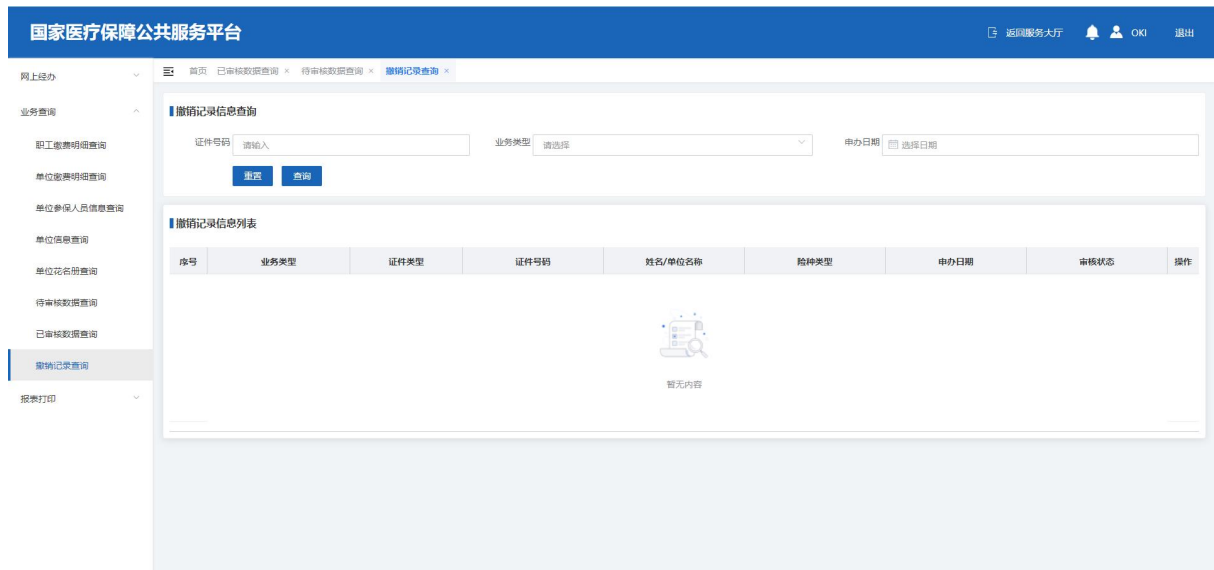 国家医疗保障公共服务平台 返回服务大厅 OKI 退出
网上经办
业务查询
职工缴费明细查询
单位缴费明细查询
单位参保人员信息查询
单位信息查询
单位花名册查询
待审核数据查询
已审核数据查询
撤销记录查询
报表打印
首页 已审核数据查询 × 待审核数据查询 × 撤销记录查询 ×
撤销记录信息查询
证件号码 请输入 业务类型 请选择 申办日期 选择日期
重置 查询
撤销记录信息列表
序号 业务类型 证件类型 证件号码 姓名/单位名称 险种类型 申办日期 审核状态 操作
暂无内容